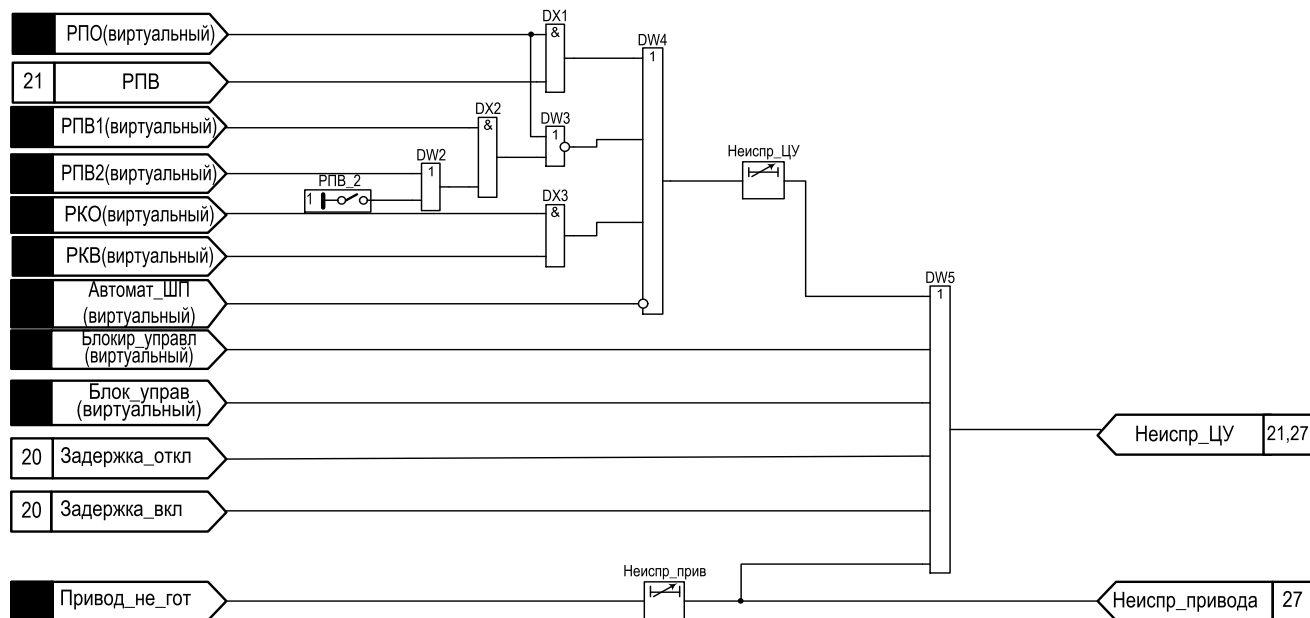 DX1
РПО(виртуальный)
&
DW4
1
21 РПВ
РПВ1(виртуальный)
DX2
&
DW3
1
РПВ2(виртуальный)
DW2
1
РПВ_2
1
Неиспр_ЦУ
РКО(виртуальный)
DX3
&
РКВ(виртуальный)
Автомат_ШП
(виртуальный)
DW5
1
Блокир_управл
(виртуальный)
Блок_управ
(виртуальный)
Неиспр_ЦУ 21,27
20 Задержка_откл
20 Задержка_вкл
Неиспр_прив
Привод_не_гот
Неиспр_привода 27